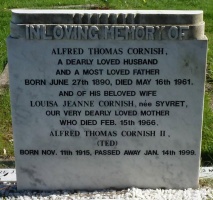 IN LOVING MEMORY OF
ALFRED THOMAS CORNISH,
A DEARLY LOVED HUSBAND
AND A MOST LOVED FATHER
BORN JUNE 27th 1890, DIED MAY 16th 1961.
AND OF HIS BELOVED WIFE
LOUISA JEANNE CORNISH, née SYVRET,
OUR VERY DEARLY LOVED MOTHER
WHO DIED FEB. 15th 1966.
ALFRED THOMAS CORNISH II
(TED)
BORN NOV. 11th 1915, PASSED AWAY JAN. 14th 1999.